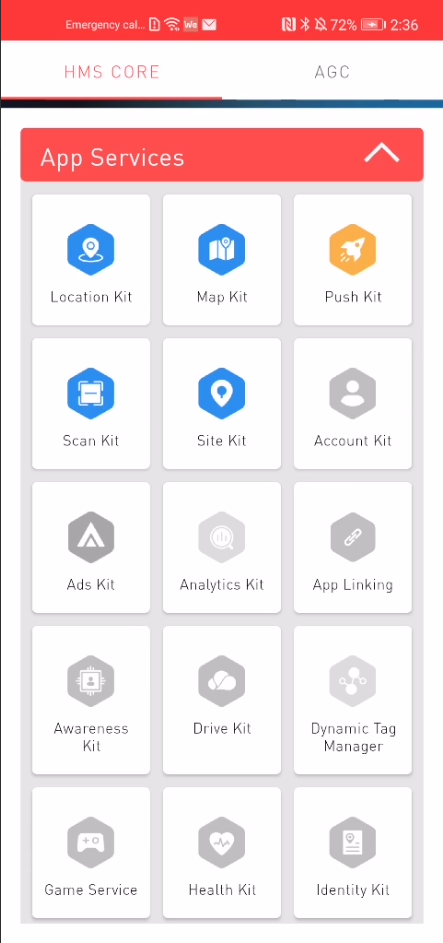 Emergency cal... We 72% 2:36
HMS CORE AGC
App Services
Location Kit Map Kit Push Kit
Scan Kit Site Kit Account Kit
Ads Kit Analytics Kit App Linking
Awareness Kit Drive Kit Dynamic Tag Manager
Game Service Health Kit Identity Kit